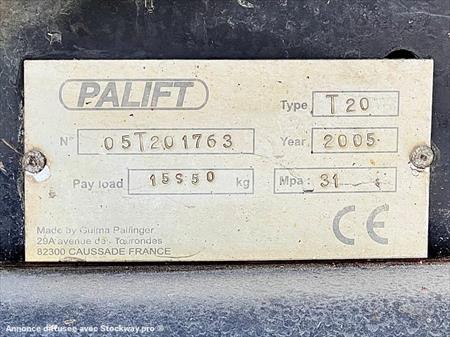 PALIFT
Type T20
N° 05T201763
Year 2005
Pay load 15S50 kg
Mpa: 31
Made by Guima Palfinger
29A avenue des Tourondes
82300 CAUSSADE FRANCE
CE
Annonce diffusée avec Stockway.pro ®